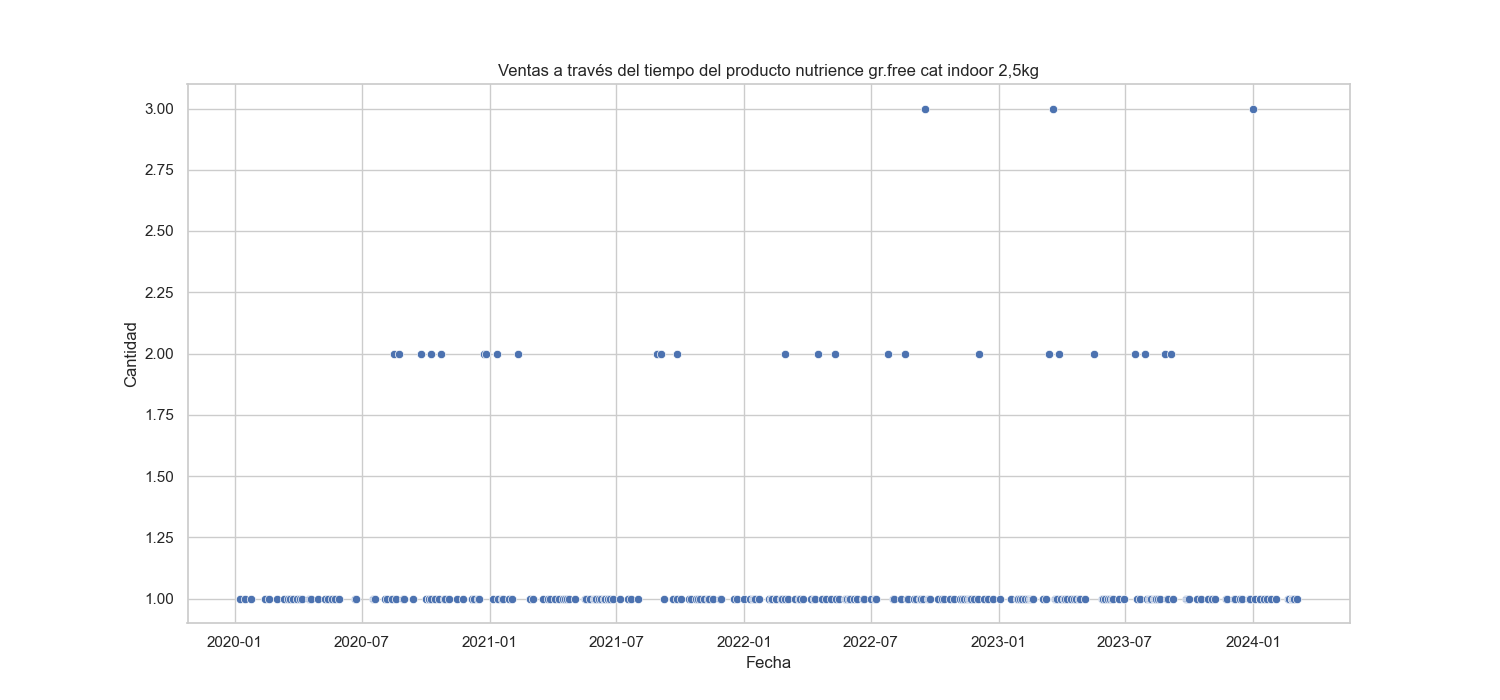 Ventas a través del tiempo del producto nutrience gr.free cat indoor 2,5kg
3.00
2.75
2.50
2.25
2.00
1.75
1.50
1.25
1.00
Cantidad
2020-01 2020-07 2021-01 2021-07 2022-01 2022-07 2023-01 2023-07 2024-01
Fecha